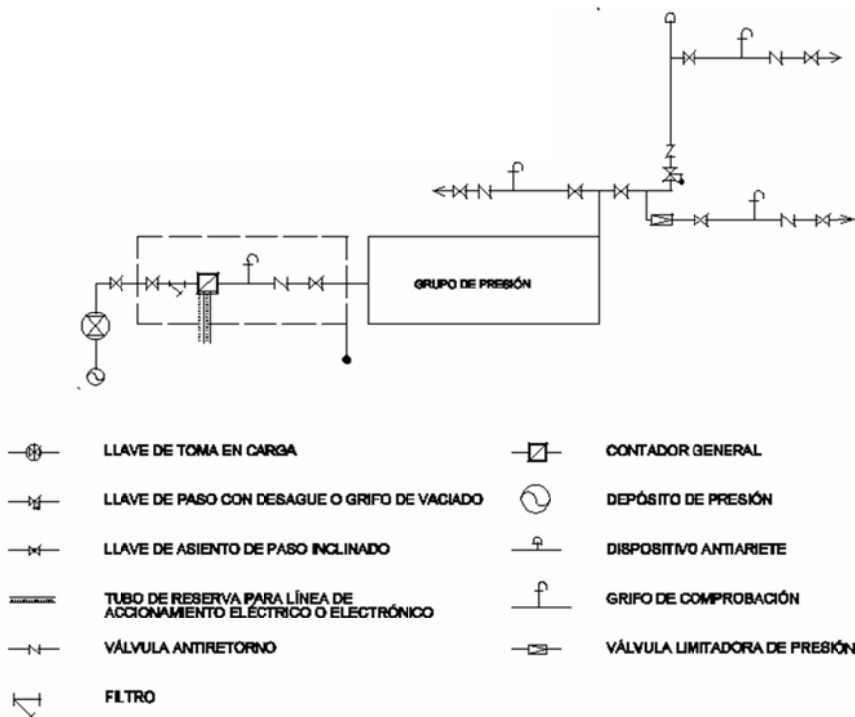 GRUPO DE PRESIÓN
LLAVE DE TOMA EN CARGA
CONTADOR GENERAL
LLAVE DE PASO CON DESAGUE O GRIFO DE VACIADO
DEPÓSITO DE PRESIÓN
LLAVE DE ASIENTO DE PASO INCLINADO
DISPOSITIVO ANTIARIETE
TUBO DE RESERVA PARA LÍNEA DE
ACCIONAMIENTO ELÉCTRICO O ELECTRÓNICO
GRIFO DE COMPROBACIÓN
VÁLVULA ANTIRETORNO
VÁLVULA LIMITADORA DE PRESIÓN
FILTRO